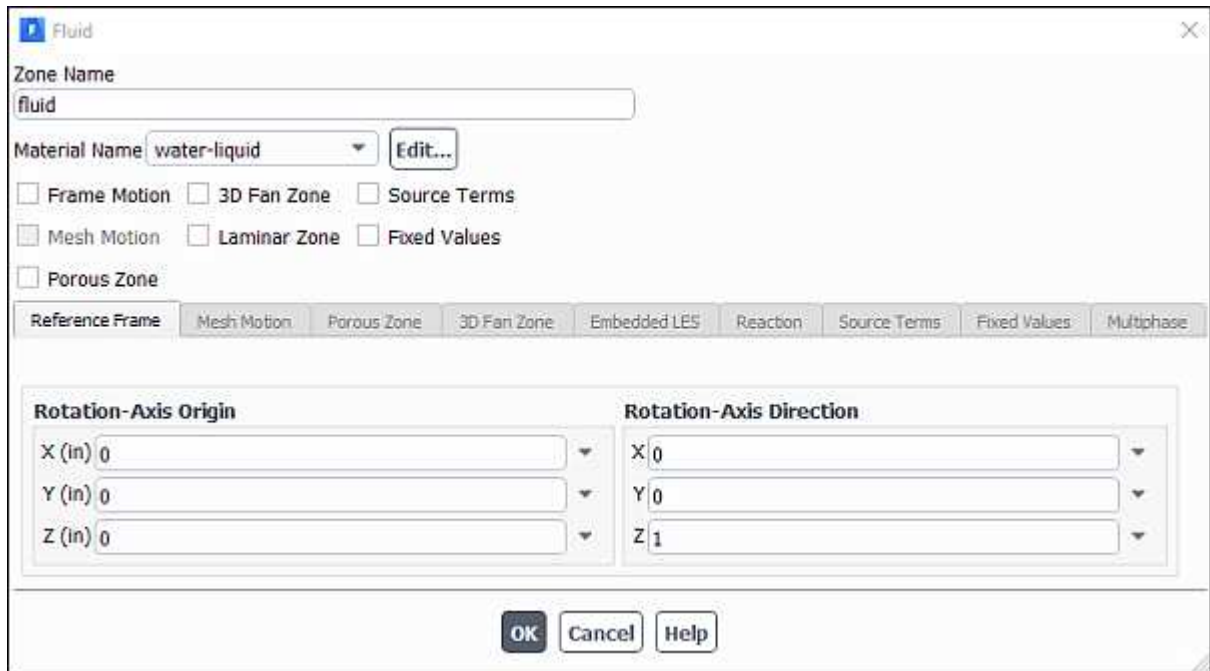 Fluid
Zone Name
fluid
Material Name water-liquid Edit...
Frame Motion 3D Fan Zone Source Terms
Mesh Motion Laminar Zone Fixed Values
Porous Zone
Reference Frame Mesh Motion Porous Zone 3D Fan Zone Embedded LES Reaction Source Terms Fixed Values Multiphase
Rotation-Axis Origin Rotation-Axis Direction
X (in) 0 X 0
Y (in) 0 Y 0
Z (in) 0 Z 1
OK Cancel Help